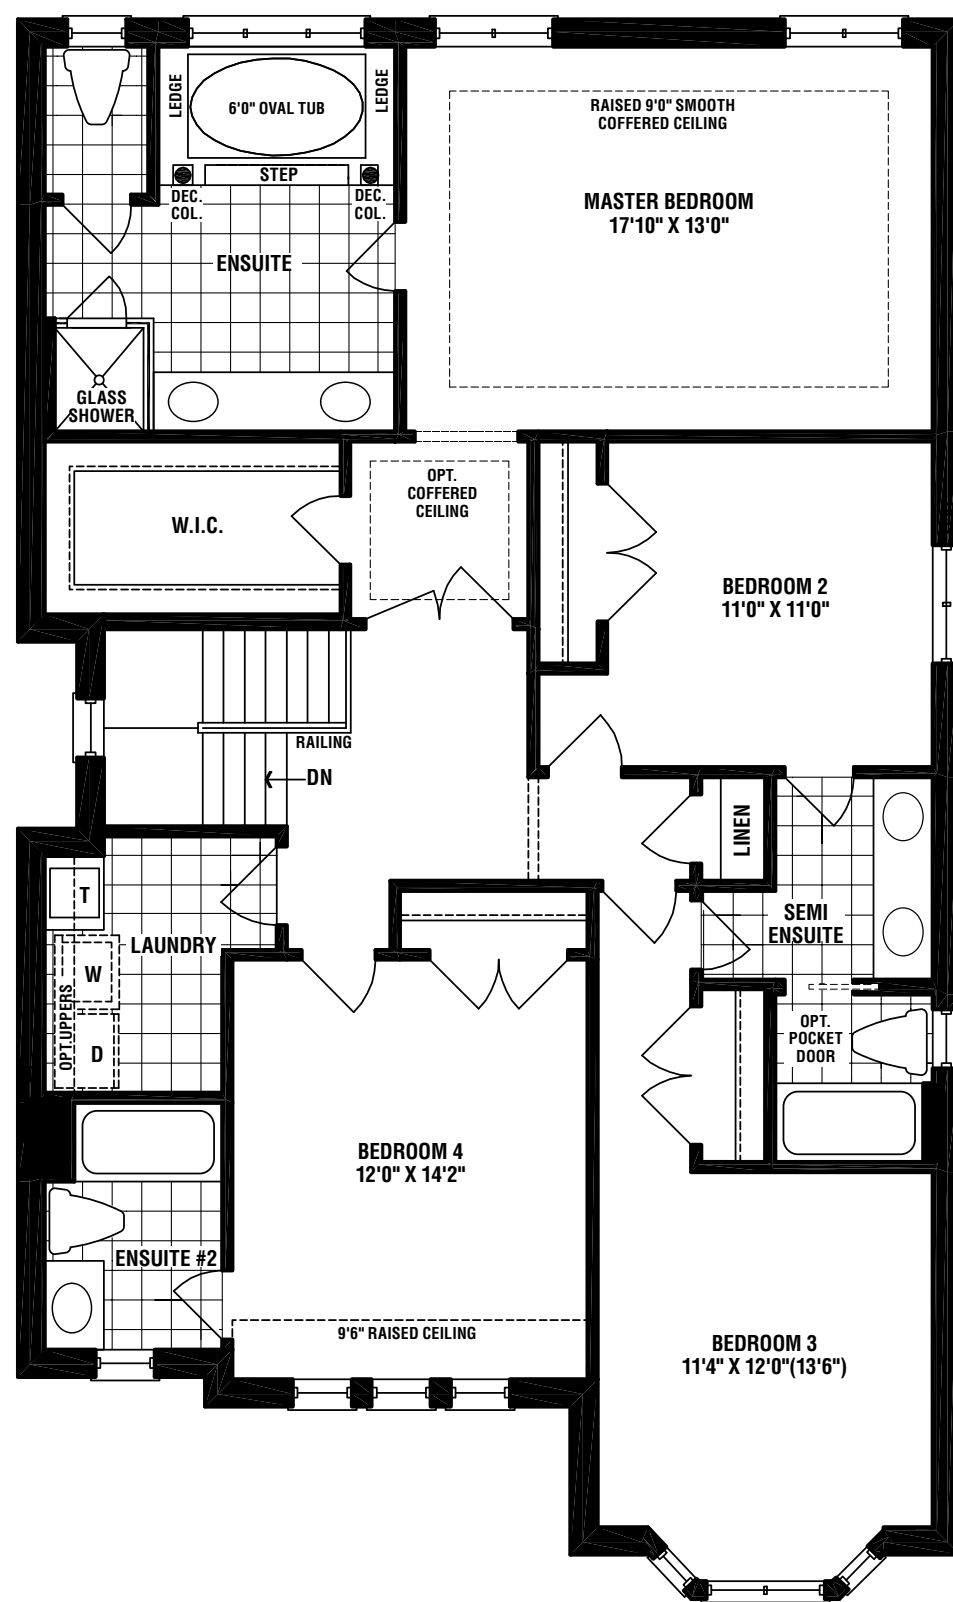 LEDGE
6'0" OVAL TUB
LEDGE
STEP
DEC.
COL.
DEC.
COL.
ENSUITE
GLASS
SHOWER
RAISED 9'0" SMOOTH
COFFERED CEILING
MASTER BEDROOM
17'10" X 13'0"
W.I.C.
OPT.
COFFERED
CEILING
BEDROOM 2
11'0" X 11'0"
RAILING
DN
LINEN
T
LAUNDRY
W
OPT.UPPERS
D
SEMI
ENSUITE
OPT.
POCKET
DOOR
BEDROOM 4
12'0" X 14'2"
ENSUITE #2
9'6" RAISED CEILING
BEDROOM 3
11'4" X 12'0"(13'6")